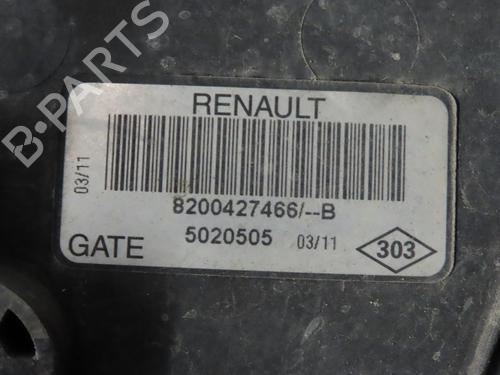 B-PARTS
RENAULT
03/11
8200427466/--B
GATE 5020505 03/11 303